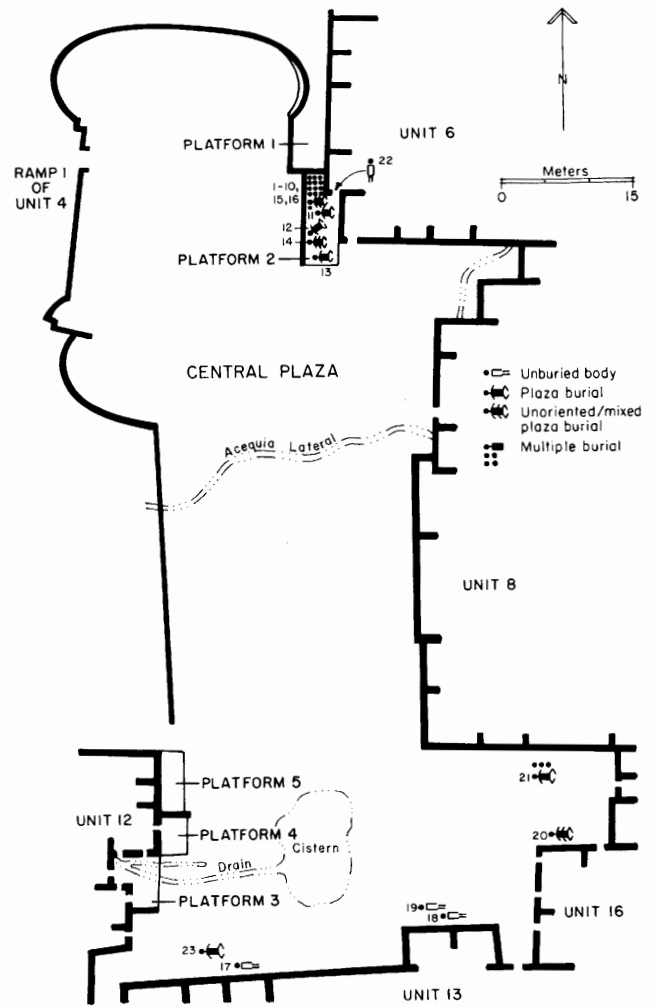 N
UNIT 6
PLATFORM 1
22
Meters
0 15
RAMP 1
OF
UNIT 4
1-10,
15,16
11
12
14
PLATFORM 2
13
CENTRAL PLAZA
Unburied body
Plaza burial
Unoriented/mixed
plaza burial
Multiple burial
Acequia Lateral
UNIT 8
PLATFORM 5
21
UNIT 12
PLATFORM 4
Cistern
20
Drain
PLATFORM 3
19
18
UNIT 16
23
17
UNIT 13